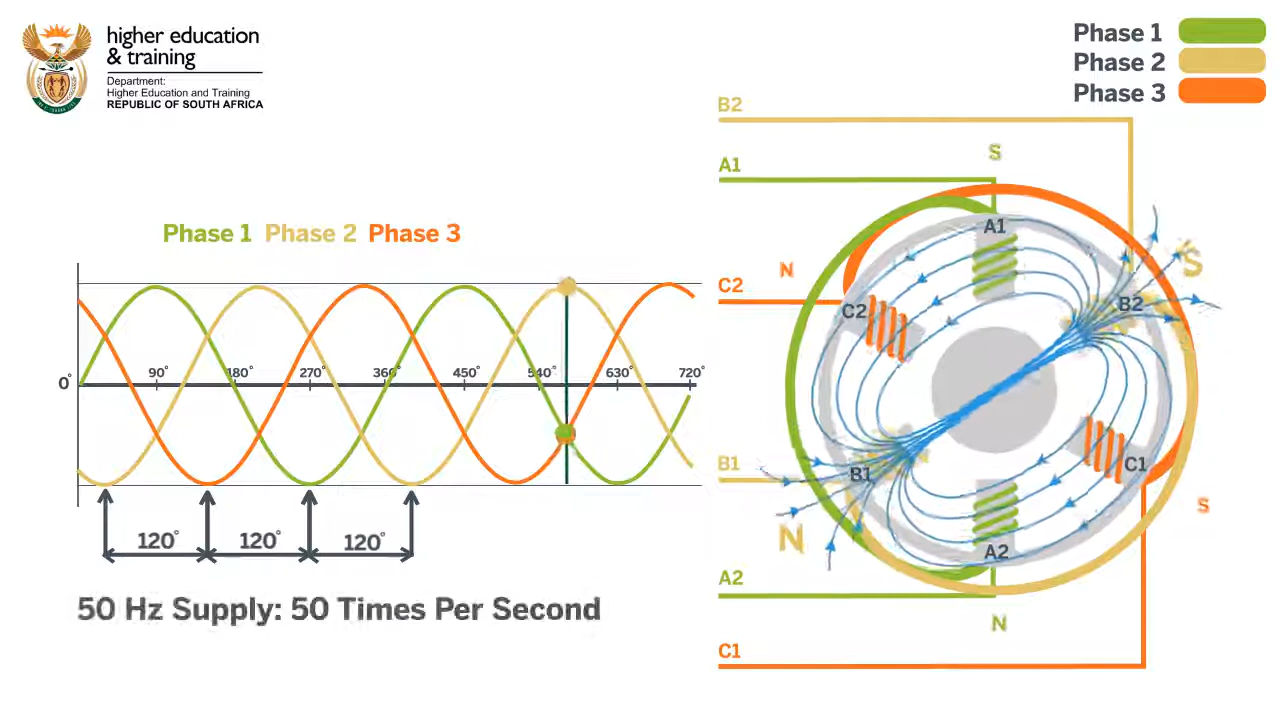 higher education
& training
Department:
Higher Education and Training
REPUBLIC OF SOUTH AFRICA
Phase 1
Phase 2
Phase 3
B2
S
A1
A1
Phase 1 Phase 2 Phase 3
S
N
C2
B2
C2
0° 90° 180° 270° 360° 450° 540° 630° 720°
B1
B1
C1
S
120° 120° 120°
N
A2
A2
50 Hz Supply: 50 Times Per Second
N
C1